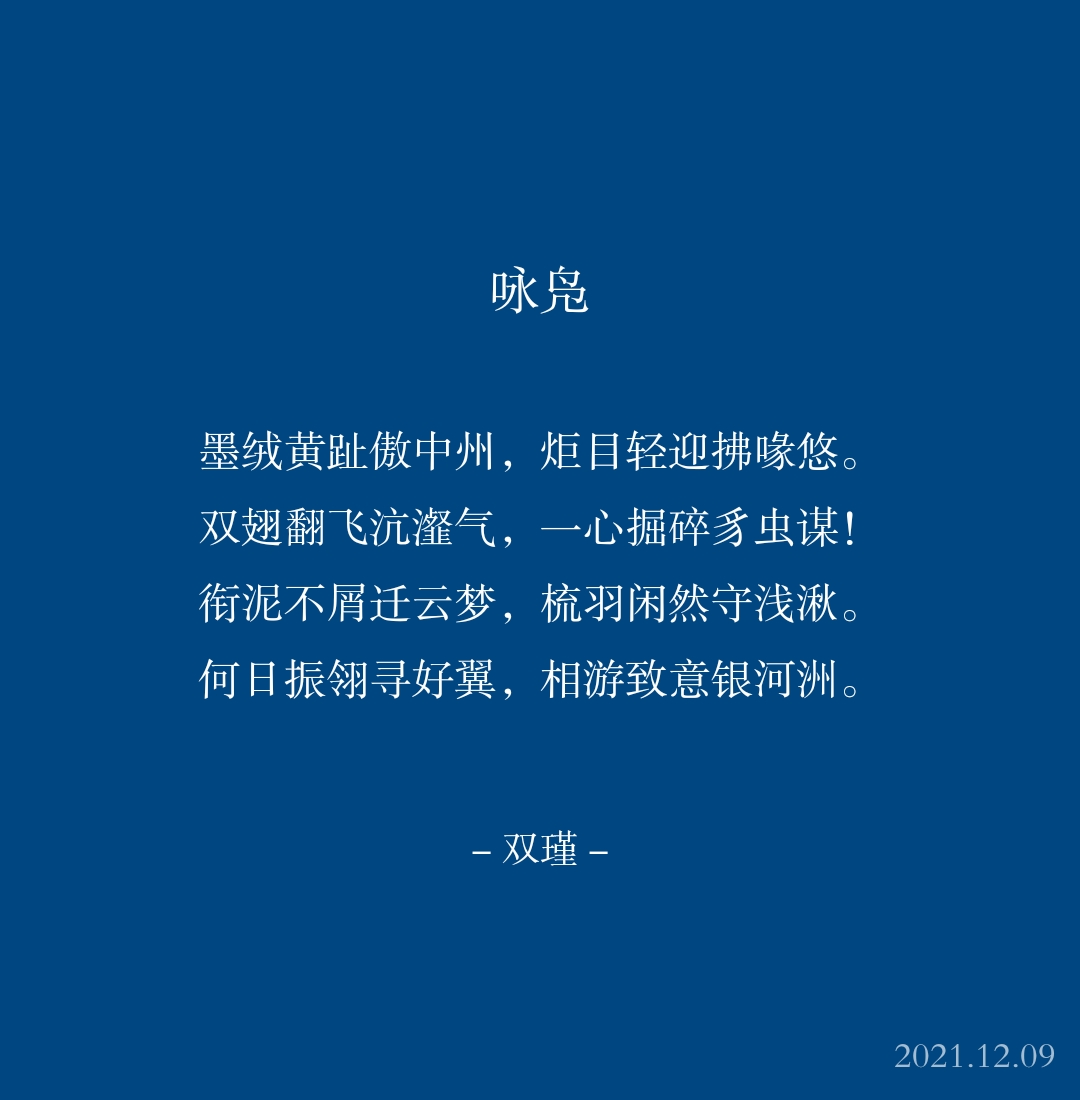 咏凫
墨绒黄趾傲中州，炬目轻迎拂喙悠。
双翅翻飞沆瀣气，一心掘碎豸虫谋！
衔泥不屑迁云梦，梳羽闲然守浅湫。
何日振翎寻好翼，相游致意银河洲。
– 双瑾 –
2021.12.09